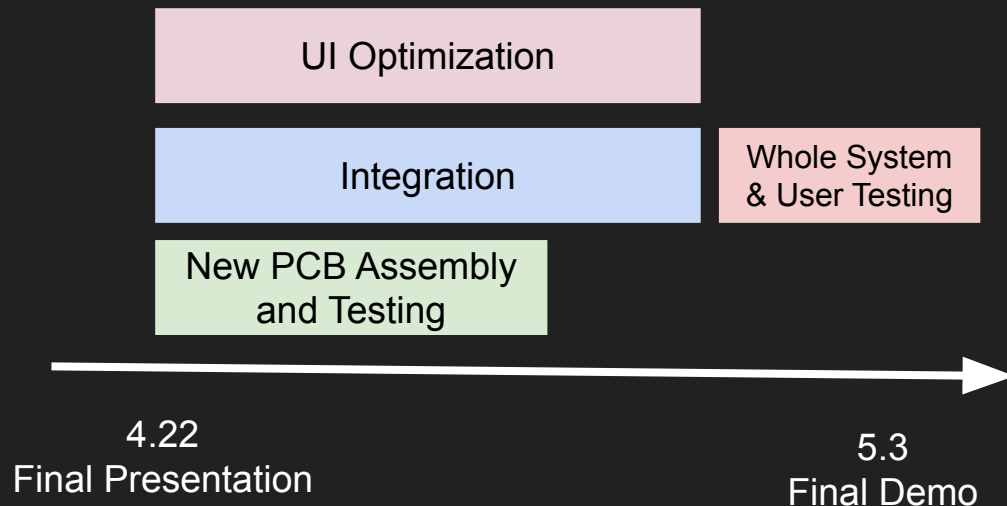 UI Optimization
Integration
Whole System
& User Testing
New PCB Assembly
and Testing
4.22
Final Presentation
5.3
Final Demo